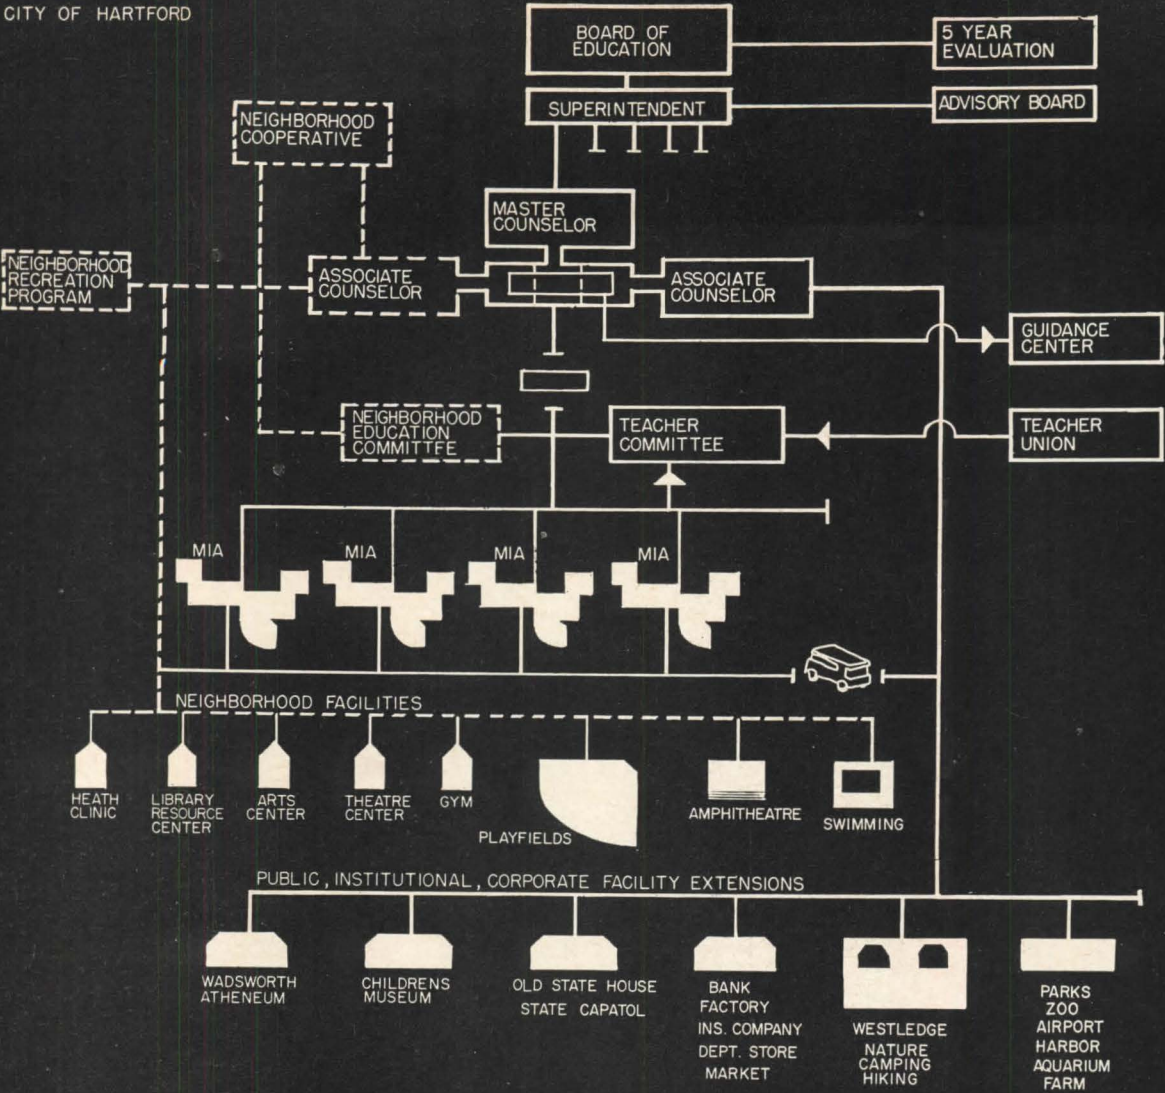 CITY OF HARTFORD
BOARD OF
EDUCATION
5 YEAR
EVALUATION
SUPERINTENDENT
ADVISORY BOARD
NEIGHBORHOOD
COOPERATIVE
MASTER
COUNSELOR
NEIGHBORHOOD
RECREATION
PROGRAM
ASSOCIATE
COUNSELOR
ASSOCIATE
COUNSELOR
GUIDANCE
CENTER
NEIGHBORHOOD
EDUCATION
COMMITTEE
TEACHER
COMMITTEE
TEACHER
UNION
MIA
MIA
MIA
MIA
NEIGHBORHOOD FACILITIES
HEATH
CLINIC
LIBRARY
RESOURCE
CENTER
ARTS
CENTER
THEATRE
CENTER
GYM
PLAYFIELDS
AMPHITHEATRE
SWIMMING
PUBLIC, INSTITUTIONAL, CORPORATE FACILITY EXTENSIONS
WADSWORTH
ATHENEUM
CHILDRENS
MUSEUM
OLD STATE HOUSE
STATE CAPATOL
BANK
FACTORY
INS. COMPANY
DEPT. STORE
MARKET
WESTLEDGE
NATURE
CAMPING
HIKING
PARKS
ZOO
AIRPORT
HARBOR
AQUARIUM
FARM